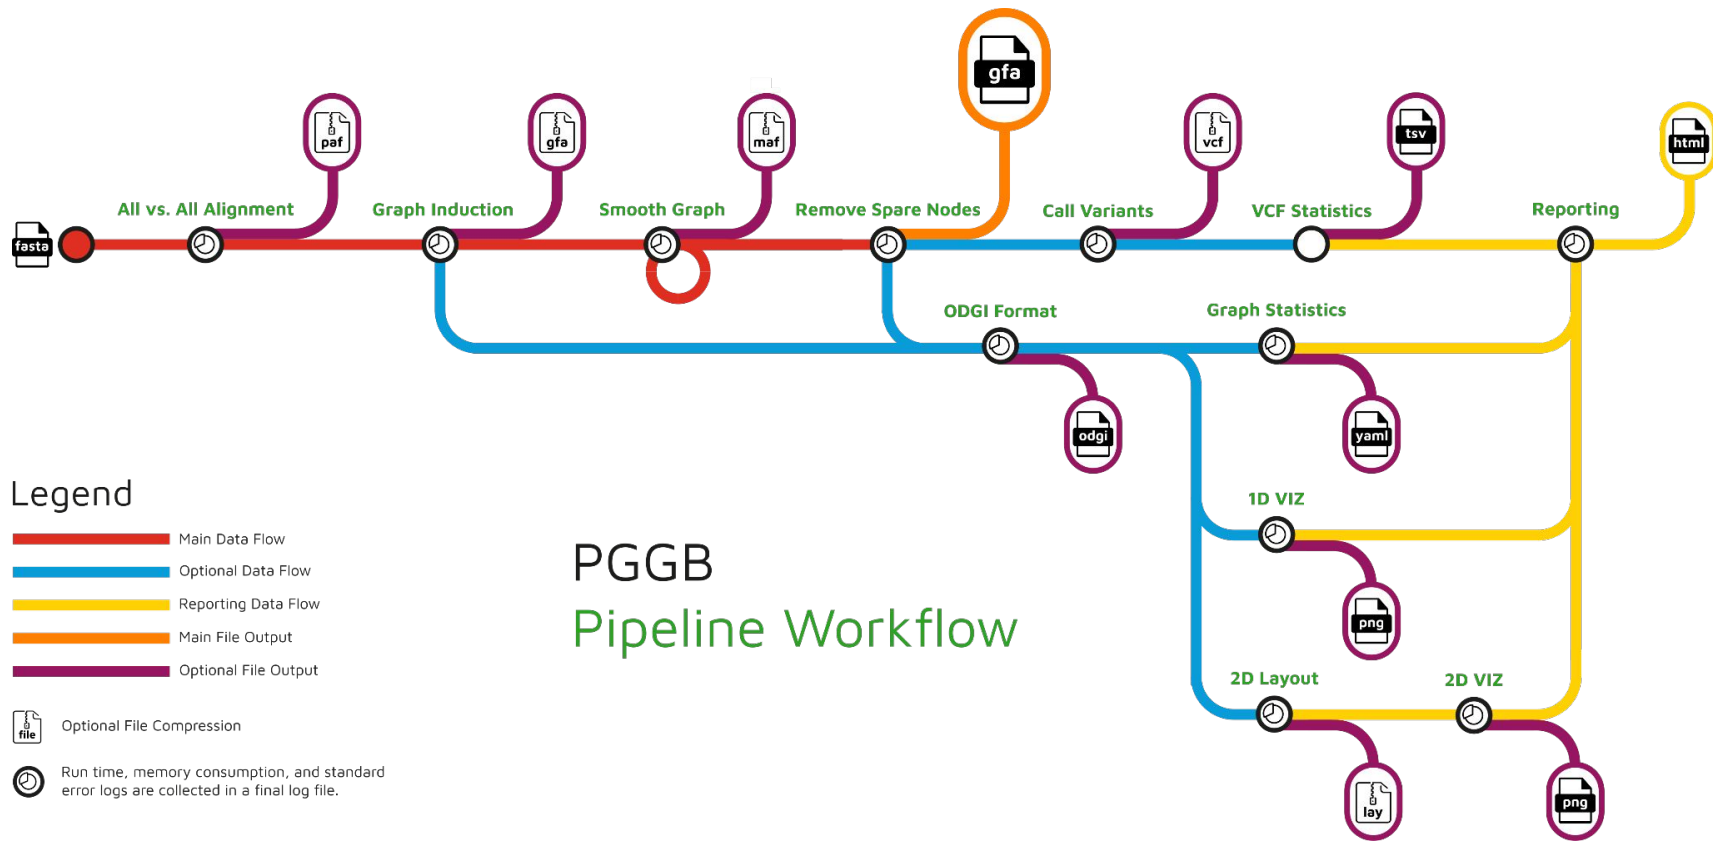 gfa
paf
gfa
maf
vcf
tsv
html
All vs. All Alignment
Graph Induction
Smooth Graph
Remove Spare Nodes
Call Variants
VCF Statistics
Reporting
fasta
ODGI Format
Graph Statistics
odgi
yaml
1D VIZ
png
2D Layout
2D VIZ
lay
png
Legend
Main Data Flow
Optional Data Flow
Reporting Data Flow
Main File Output
Optional File Output
file
Optional File Compression
Run time, memory consumption, and standard
error logs are collected in a final log file.
PGGB
Pipeline Workflow